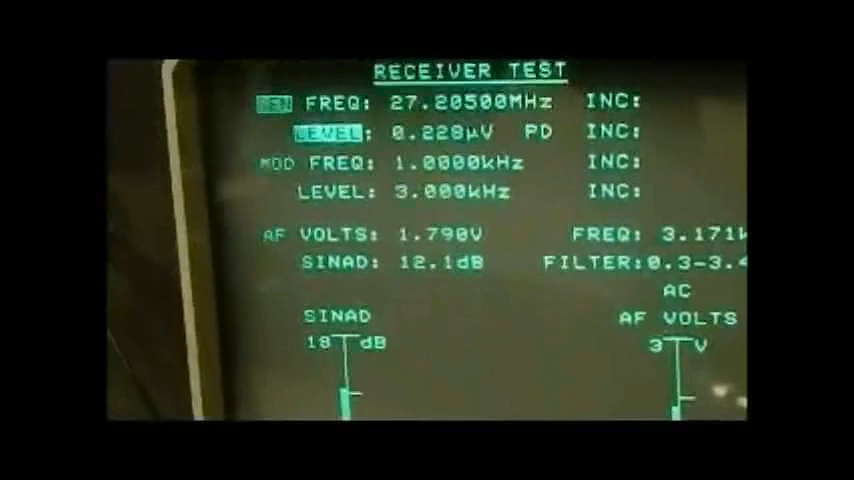 RECEIVER TEST
GEN FREQ: 27.20500MHz INC:
LEVEL: 0.228µV PD INC:
MOD FREQ: 1.0000kHz INC:
LEVEL: 3.000kHz INC:
AF VOLTS: 1.790V FREQ: 3.171k
SINAD: 12.1dB FILTER:0.3-3.4
AC
SINAD AF VOLTS
18 dB 3 V